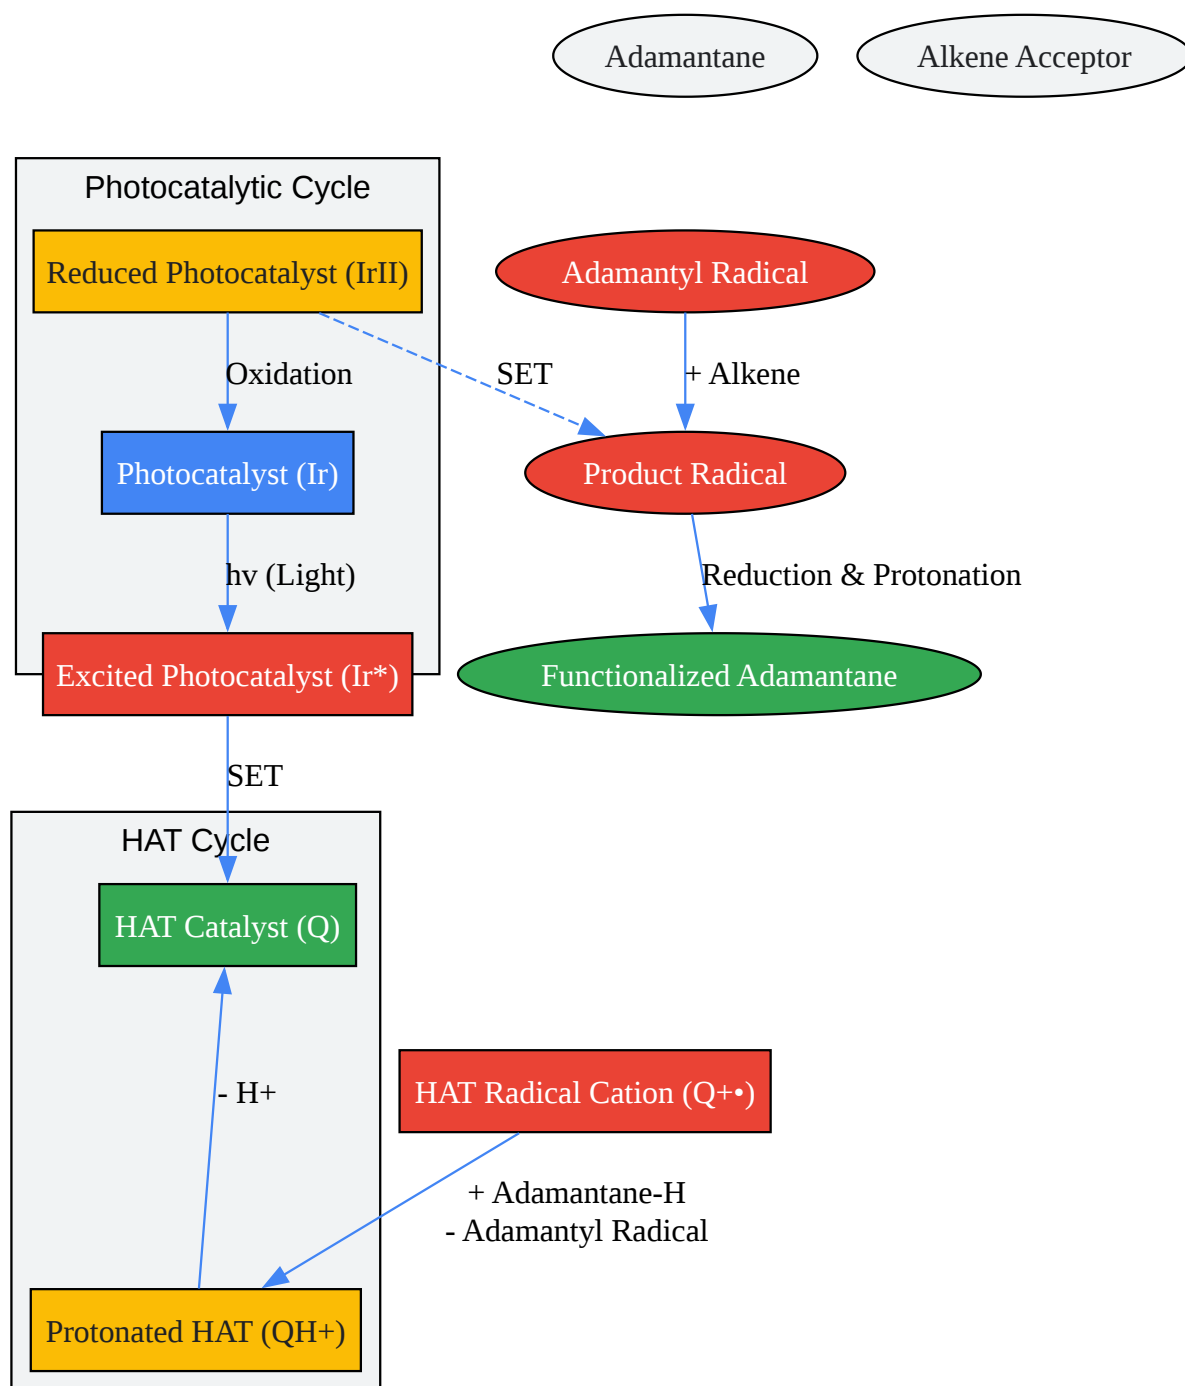 Adamantane
Alkene Acceptor
Photocatalytic Cycle
Reduced Photocatalyst (IrII)
Adamantyl Radical
Oxidation
SET
+ Alkene
Photocatalyst (Ir)
Product Radical
hv (Light)
Reduction & Protonation
Excited Photocatalyst (Ir*)
Functionalized Adamantane
SET
HAT Cycle
HAT Catalyst (Q)
- H+
HAT Radical Cation (Q+•)
+ Adamantane-H
- Adamantyl Radical
Protonated HAT (QH+)